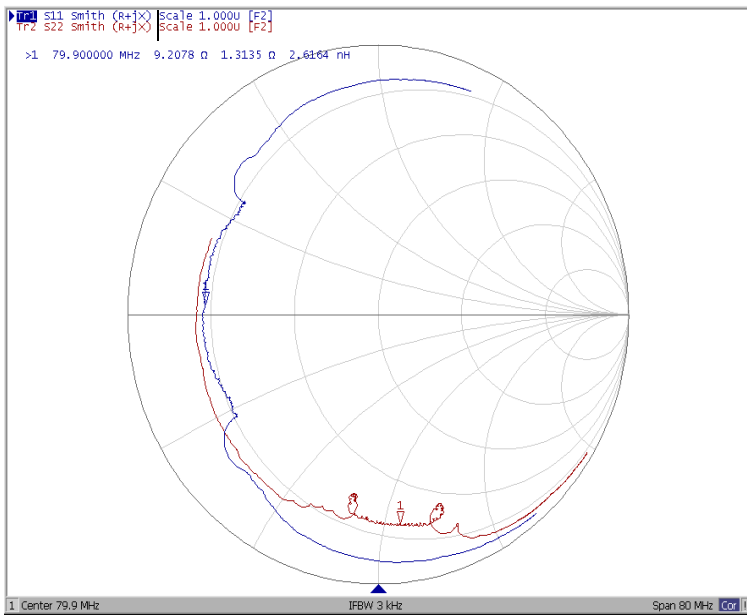 Tr1 S11 Smith (R+jX) Scale 1.000U [F2]
Tr2 S22 Smith (R+jX) Scale 1.000U [F2]
>1 79.900000 MHz 9.2078 Ω 1.3135 Ω 2.6164 nH
1
1
1 Center 79.9 MHz IFBW 3 kHz Span 80 MHz Cor !